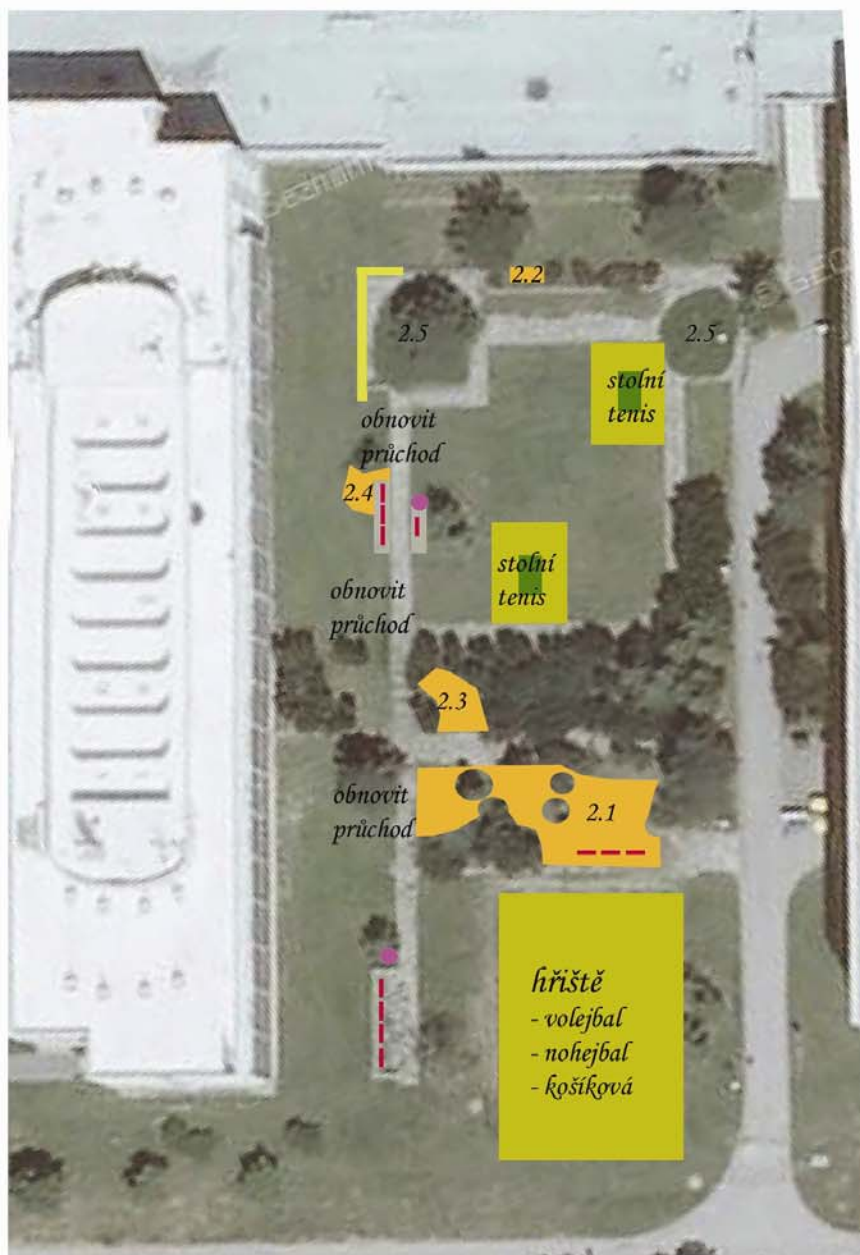 2.2
2.5
2.5
stolní
tenis
obnovit
průchod
2.4
stolní
tenis
obnovit
průchod
2.3
obnovit
průchod
2.1
hřiště
- volejbal
- nohejbal
- košíková